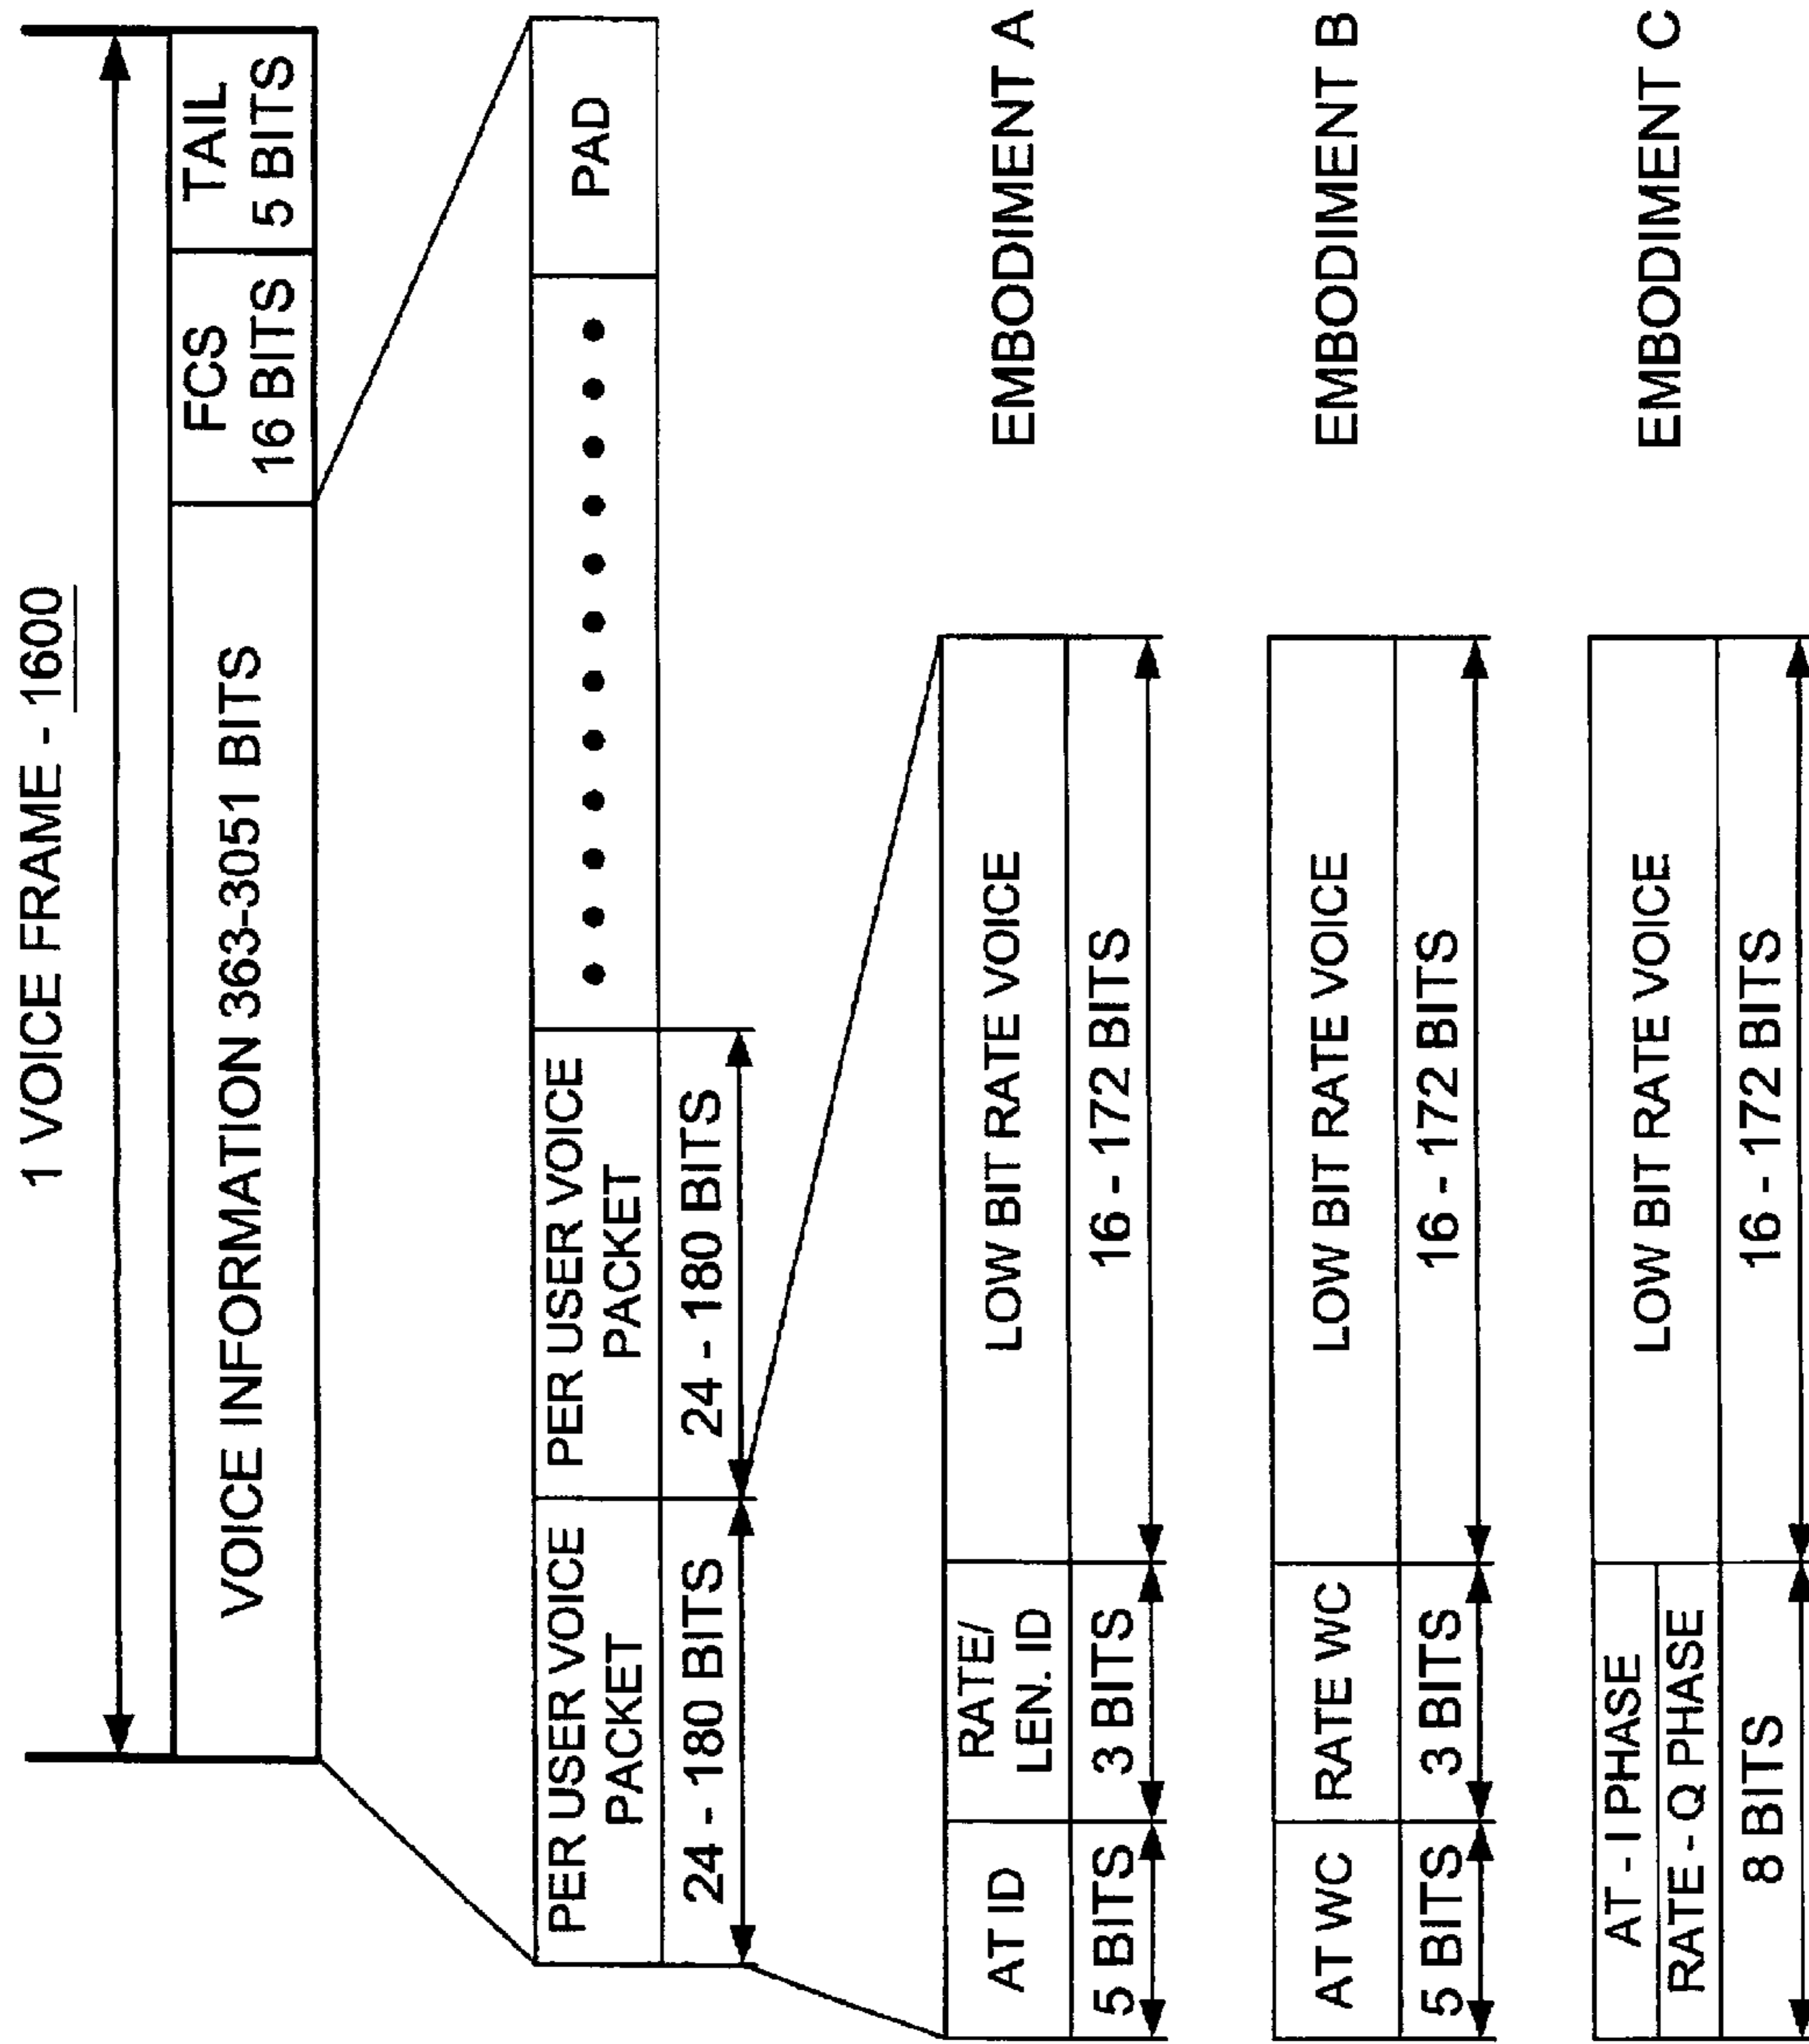 1 VOICE FRAME - 1600
VOICE INFORMATION 363-3051 BITS
FCS
16 BITS
TAIL
5 BITS
PER USER VOICE
PACKET
24 - 180 BITS
PER USER VOICE
PACKET
24 - 180 BITS
PAD
AT ID
5 BITS
RATE/
LEN. ID
3 BITS
LOW BIT RATE VOICE
16 - 172 BITS
EMBODIMENT A
AT WC
5 BITS
RATE WC
3 BITS
LOW BIT RATE VOICE
16 - 172 BITS
EMBODIMENT B
AT - I PHASE
RATE - Q PHASE
8 BITS
LOW BIT RATE VOICE
16 - 172 BITS
EMBODIMENT C